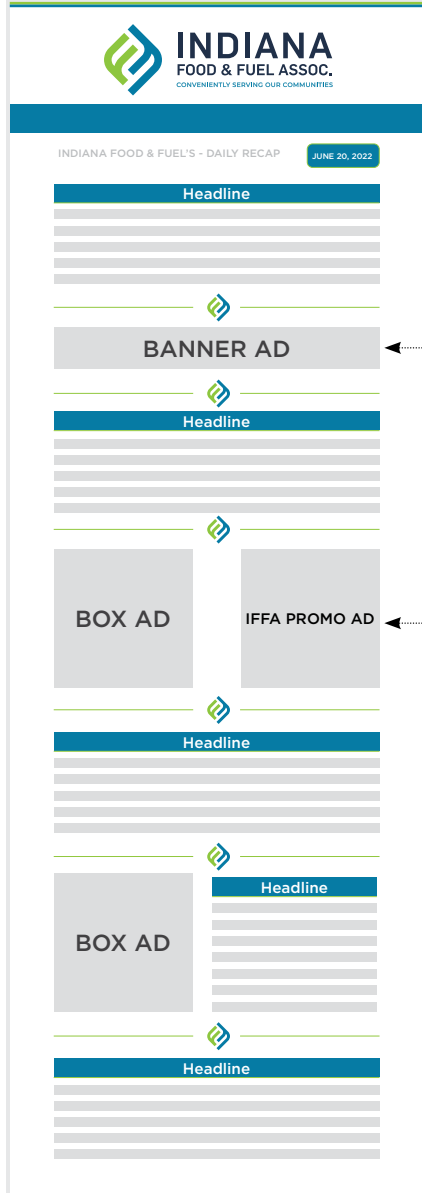 INDIANA
FOOD & FUEL ASSOC.
CONVENIENTLY SERVING OUR COMMUNITIES
INDIANA FOOD & FUEL'S - DAILY RECAP
JUNE 20, 2022
Headline
BANNER AD
Headline
BOX AD
IFFA PROMO AD
Headline
BOX AD
Headline
Headline